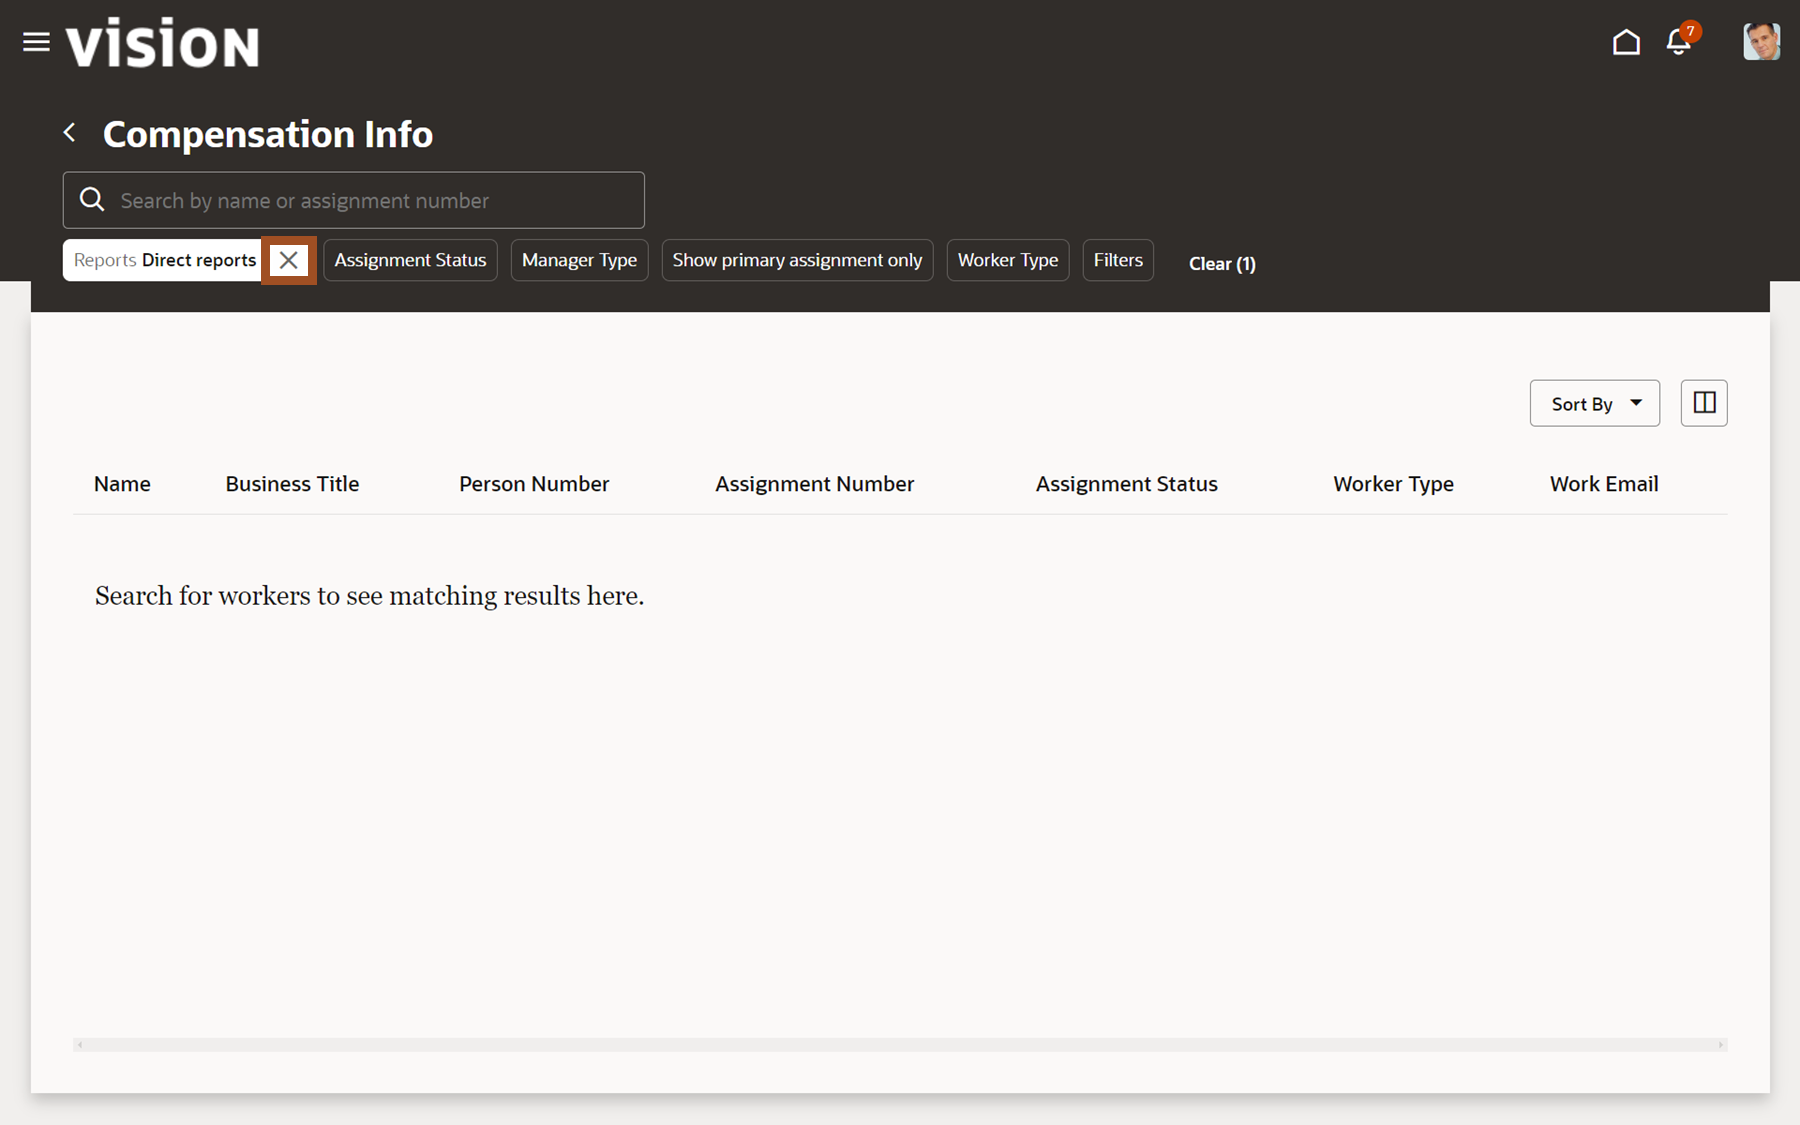 vision
7
Compensation Info
Search by name or assignment number
Reports Direct reports Assignment Status Manager Type Show primary assignment only Worker Type Filters Clear (1)
Sort By
Name Business Title Person Number Assignment Number Assignment Status Worker Type Work Email
Search for workers to see matching results here.